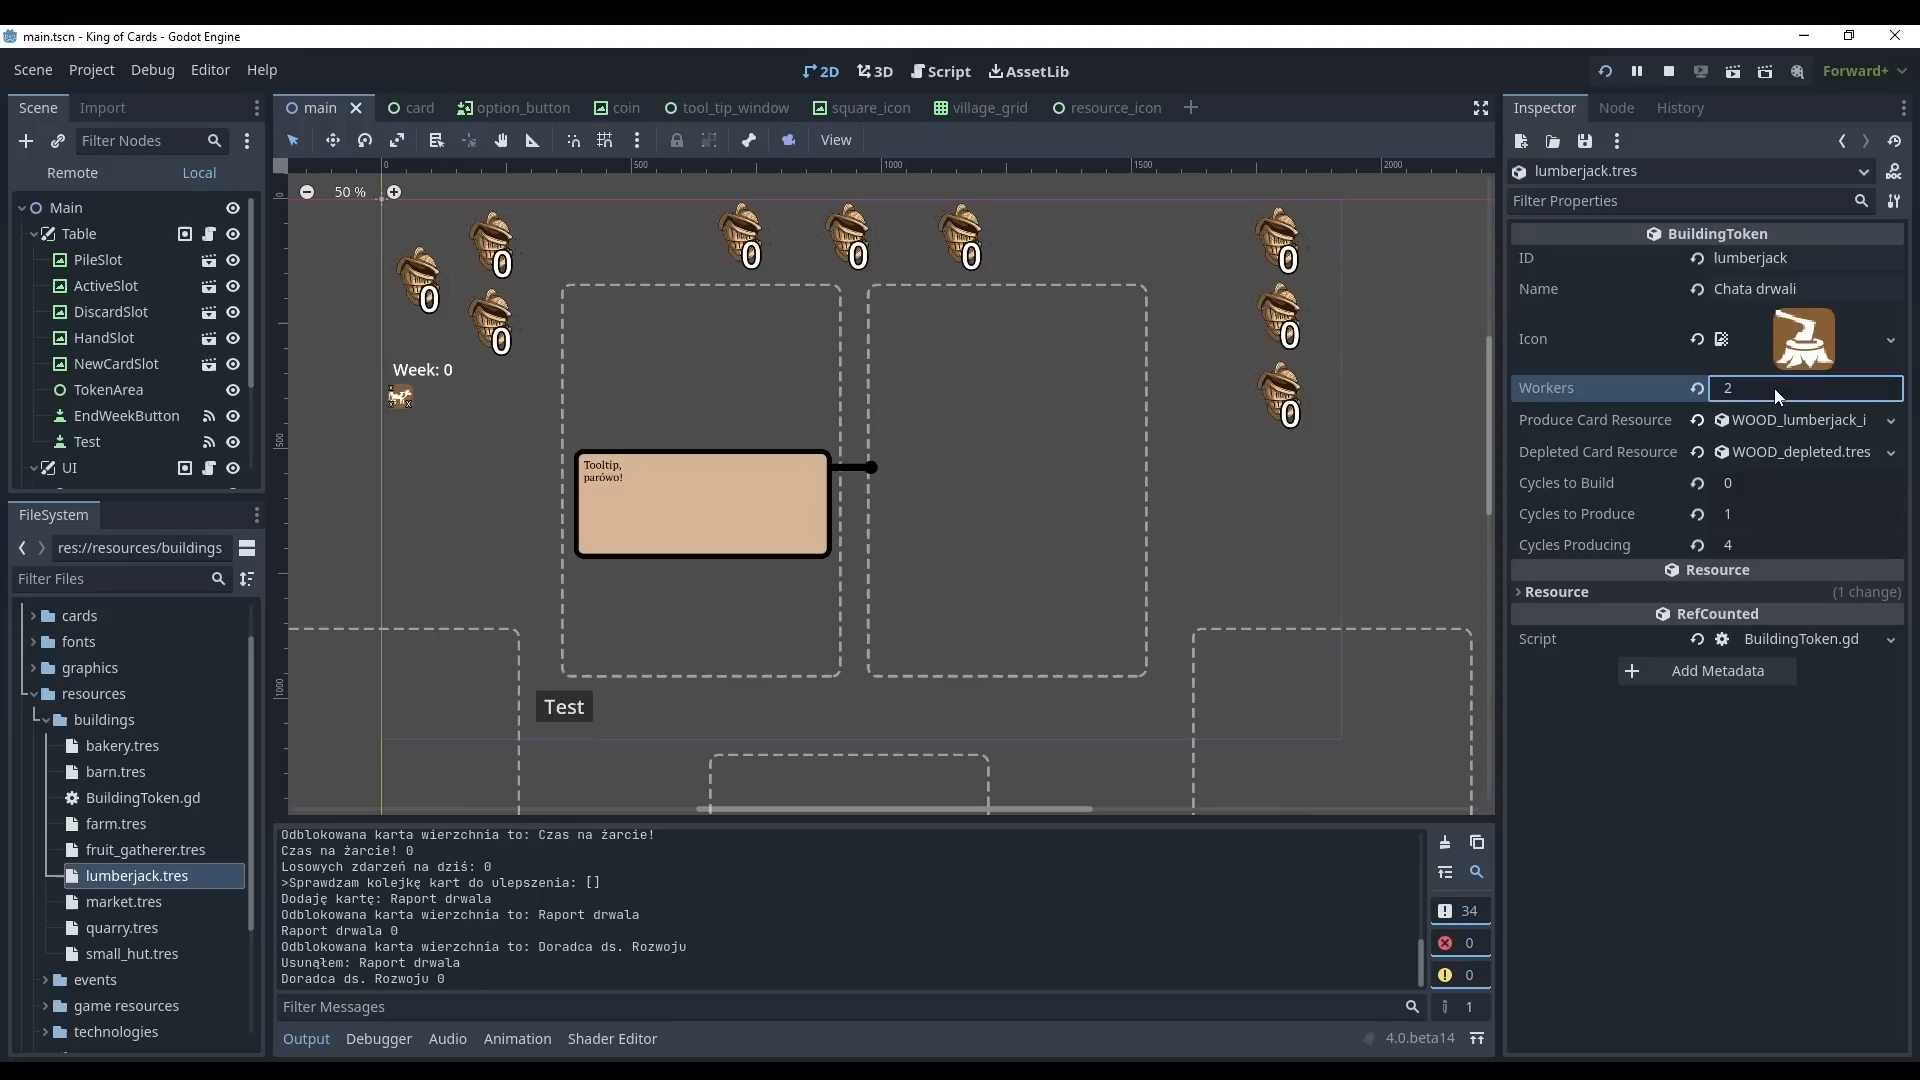 main.tscn - King of Cards - Godot Engine
Scene Project Debug Editor Help
2D 3D Script AssetLib
Forward+
Scene Import
main card option_button coin tool_tip_window square_icon village_grid resource_icon
Inspector Node History
Filter Nodes
View
Remote Local
lumberjack.tres
Filter Properties
0 500 1000 1500 2000
50 %
Main
Table
PileSlot
ActiveSlot
DiscardSlot
HandSlot
NewCardSlot
TokenArea
EndWeekButton
Test
UI
FileSystem
res://resources/buildings
Filter Files
cards
fonts
graphics
resources
buildings
bakery.tres
barn.tres
BuildingToken.gd
farm.tres
fruit_gatherer.tres
lumberjack.tres
market.tres
quarry.tres
small_hut.tres
events
game resources
technologies
0
500
1000
0 0 0 0 0
0 0
0
0
Week: 0
Tooltip,
parówo!
Test
Odblokowana karta wierzchnia to: Czas na żarcie!
Czas na żarcie! 0
Losowych zdarzeń na dziś: 0
>Sprawdzam kolejkę kart do ulepszenia: []
Dodaję kartę: Raport drwala
Odblokowana karta wierzchnia to: Raport drwala
Raport drwala 0
Odblokowana karta wierzchnia to: Doradca ds. Rozwoju
Usunąłem: Raport drwala
Doradca ds. Rozwoju 0
34
0
0
1
Filter Messages
Output Debugger Audio Animation Shader Editor
4.0.beta14
BuildingToken
ID lumberjack
Name Chata drwali
Icon
Workers 2
Produce Card Resource WOOD_lumberjack_i
Depleted Card Resource WOOD_depleted.tres
Cycles to Build 0
Cycles to Produce 1
Cycles Producing 4
Resource
Resource (1 change)
RefCounted
Script BuildingToken.gd
Add Metadata